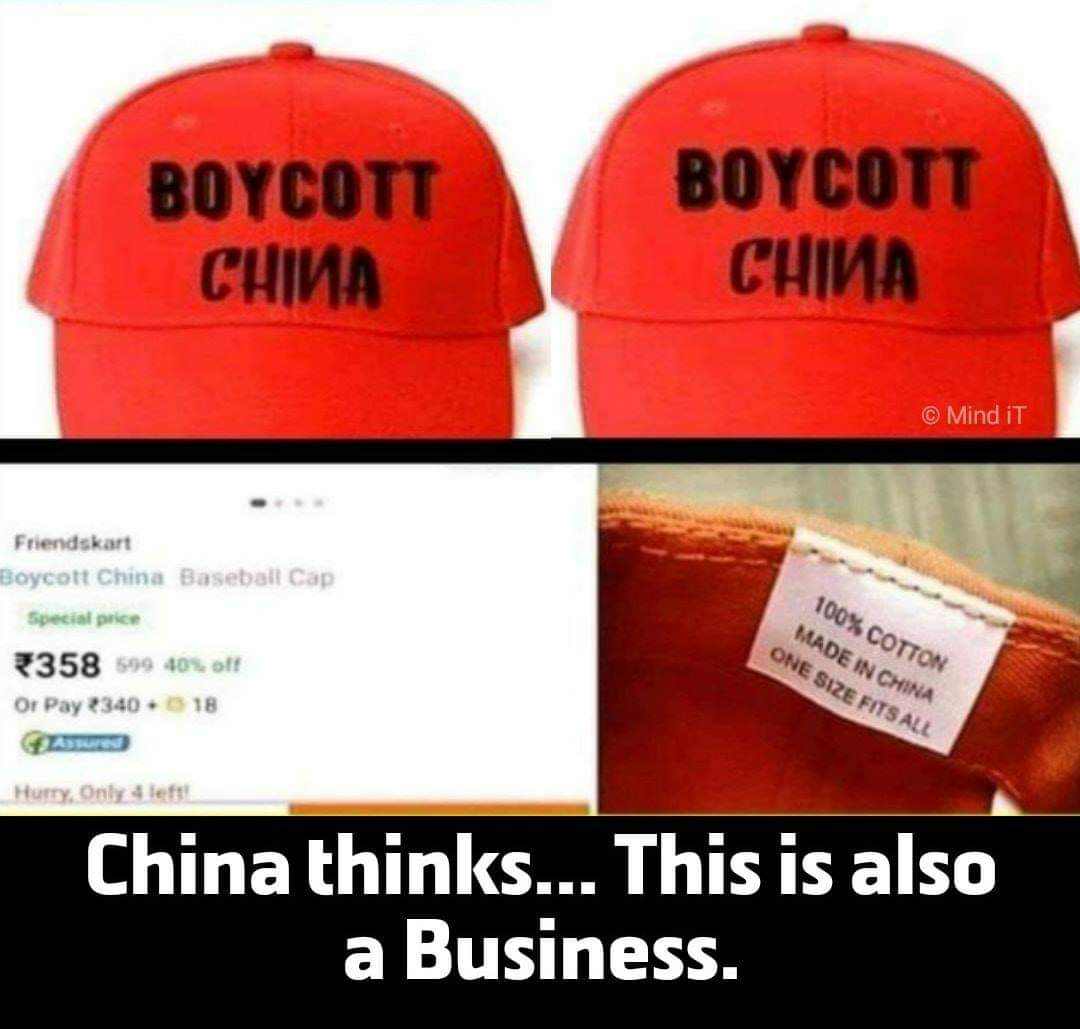 BOYCOTT
CHINA
BOYCOTT
CHINA
© Mind iT
Friendskart
Boycott China Baseball Cap
Special price
₹358 599 40% off
Or Pay ₹340 + 18
Assured
Hurry, Only 4 left!
100% COTTON
MADE IN CHINA
ONE SIZE FITS ALL
China thinks... This is also
a Business.